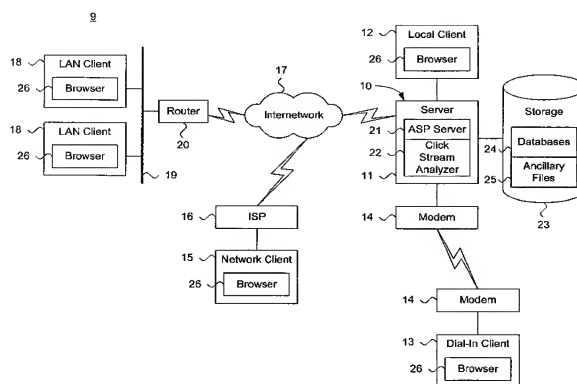 9
12
Local Client
26
Browser
18
LAN Client
26
Browser
17
Internetwork
10
Router
20
Server
21
ASP Server
22
Click
Stream
Analyzer
11
Storage
24
Databases
25
Ancillary
Files
23
18
LAN Client
26
Browser
19
16
ISP
14
Modem
15
Network Client
26
Browser
14
Modem
13
Dial-In Client
26
Browser